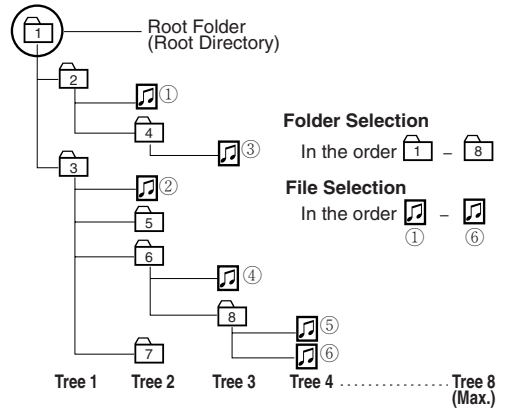 1
Root Folder
(Root Directory)
2
①
4
③
3
②
5
6
④
8
⑤
⑥
7
Folder Selection
In the order 1 – 8
File Selection
In the order –
① ⑥
Tree 1 Tree 2 Tree 3 Tree 4 .................. Tree 8
(Max.)